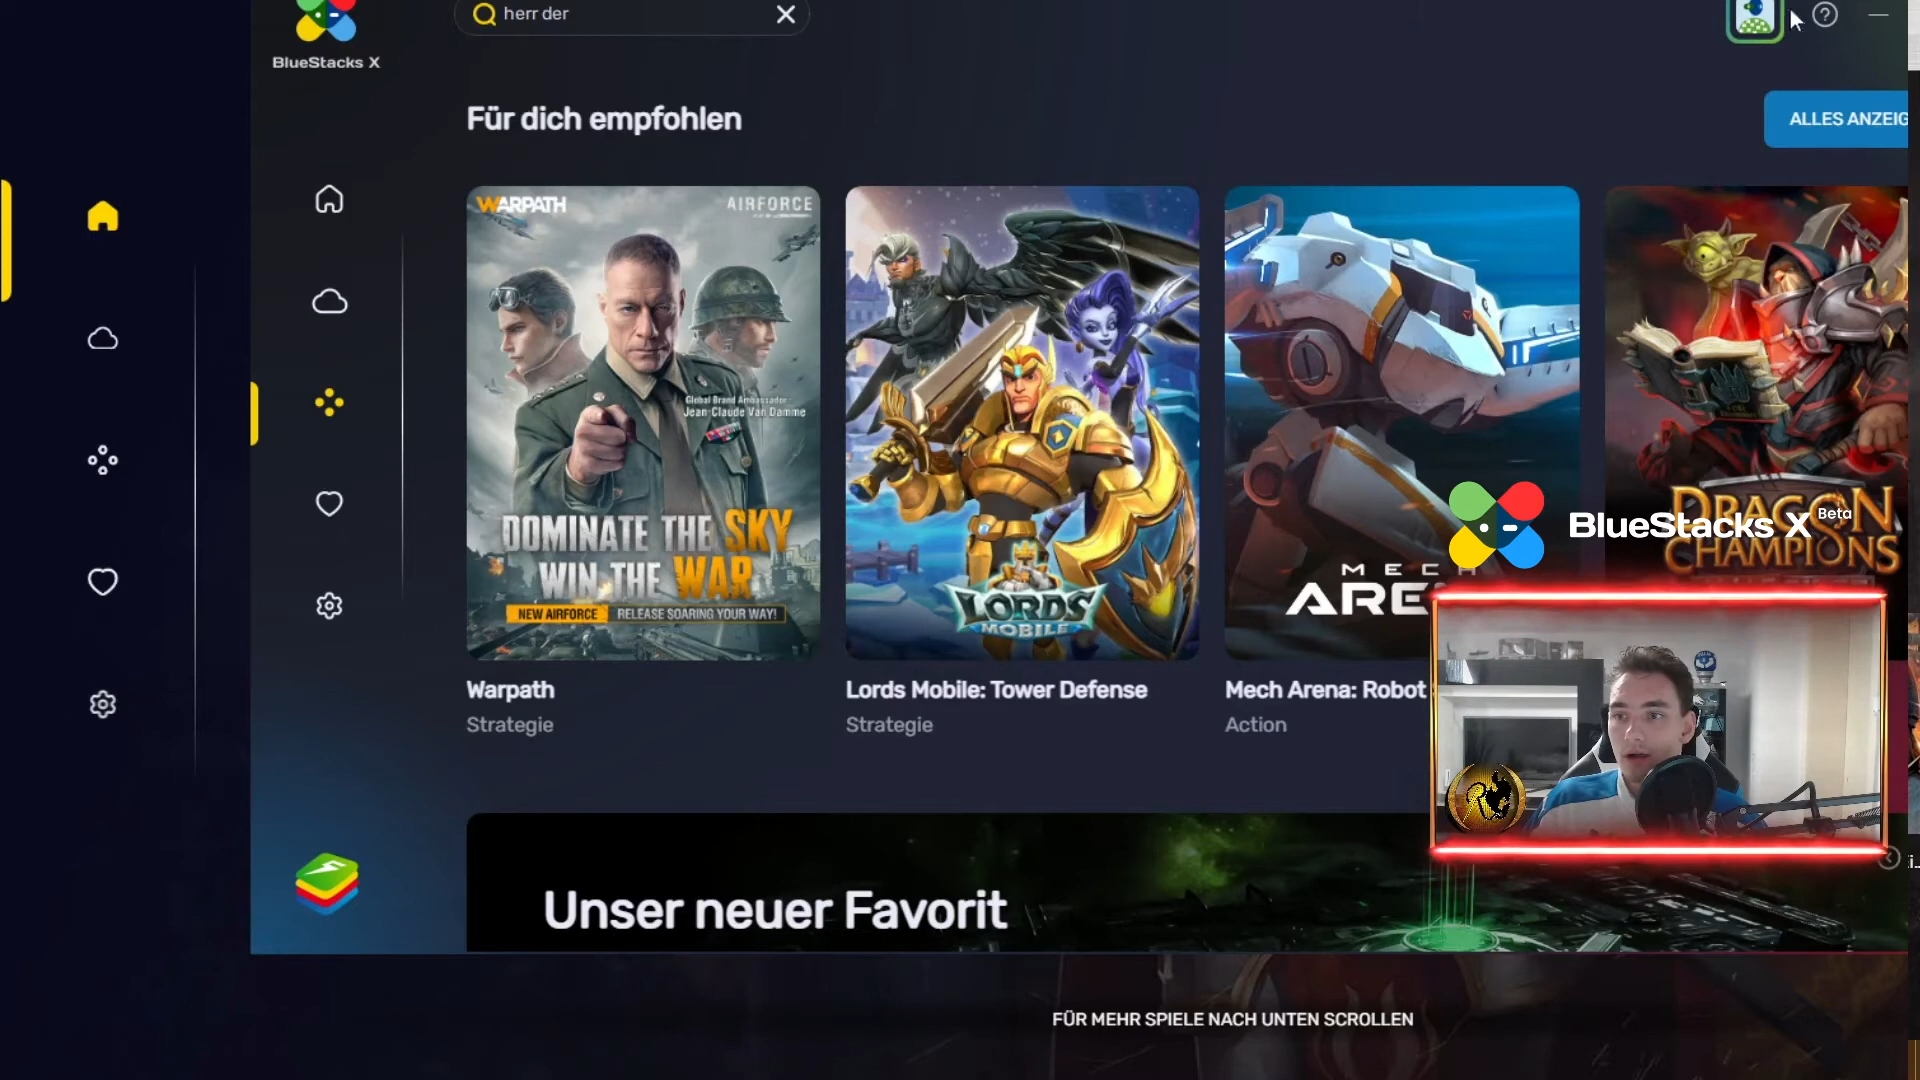 herr der
BlueStacks X
Für dich empfohlen
ALLES ANZEIG
WARPATH
AIRFORCE
Global Brand Ambassador
Jean-Claude Van Damme
DOMINATE THE SKY
WIN THE WAR
NEW AIRFORCE RELEASE SOARING YOUR WAY!
LORDS
MOBILE
MECH
ARE
DRAGON
CHAMPIONS
BlueStacks X Beta
Warpath
Strategie
Lords Mobile: Tower Defense
Strategie
Mech Arena: Robot
Action
Unser neuer Favorit
FÜR MEHR SPIELE NACH UNTEN SCROLLEN